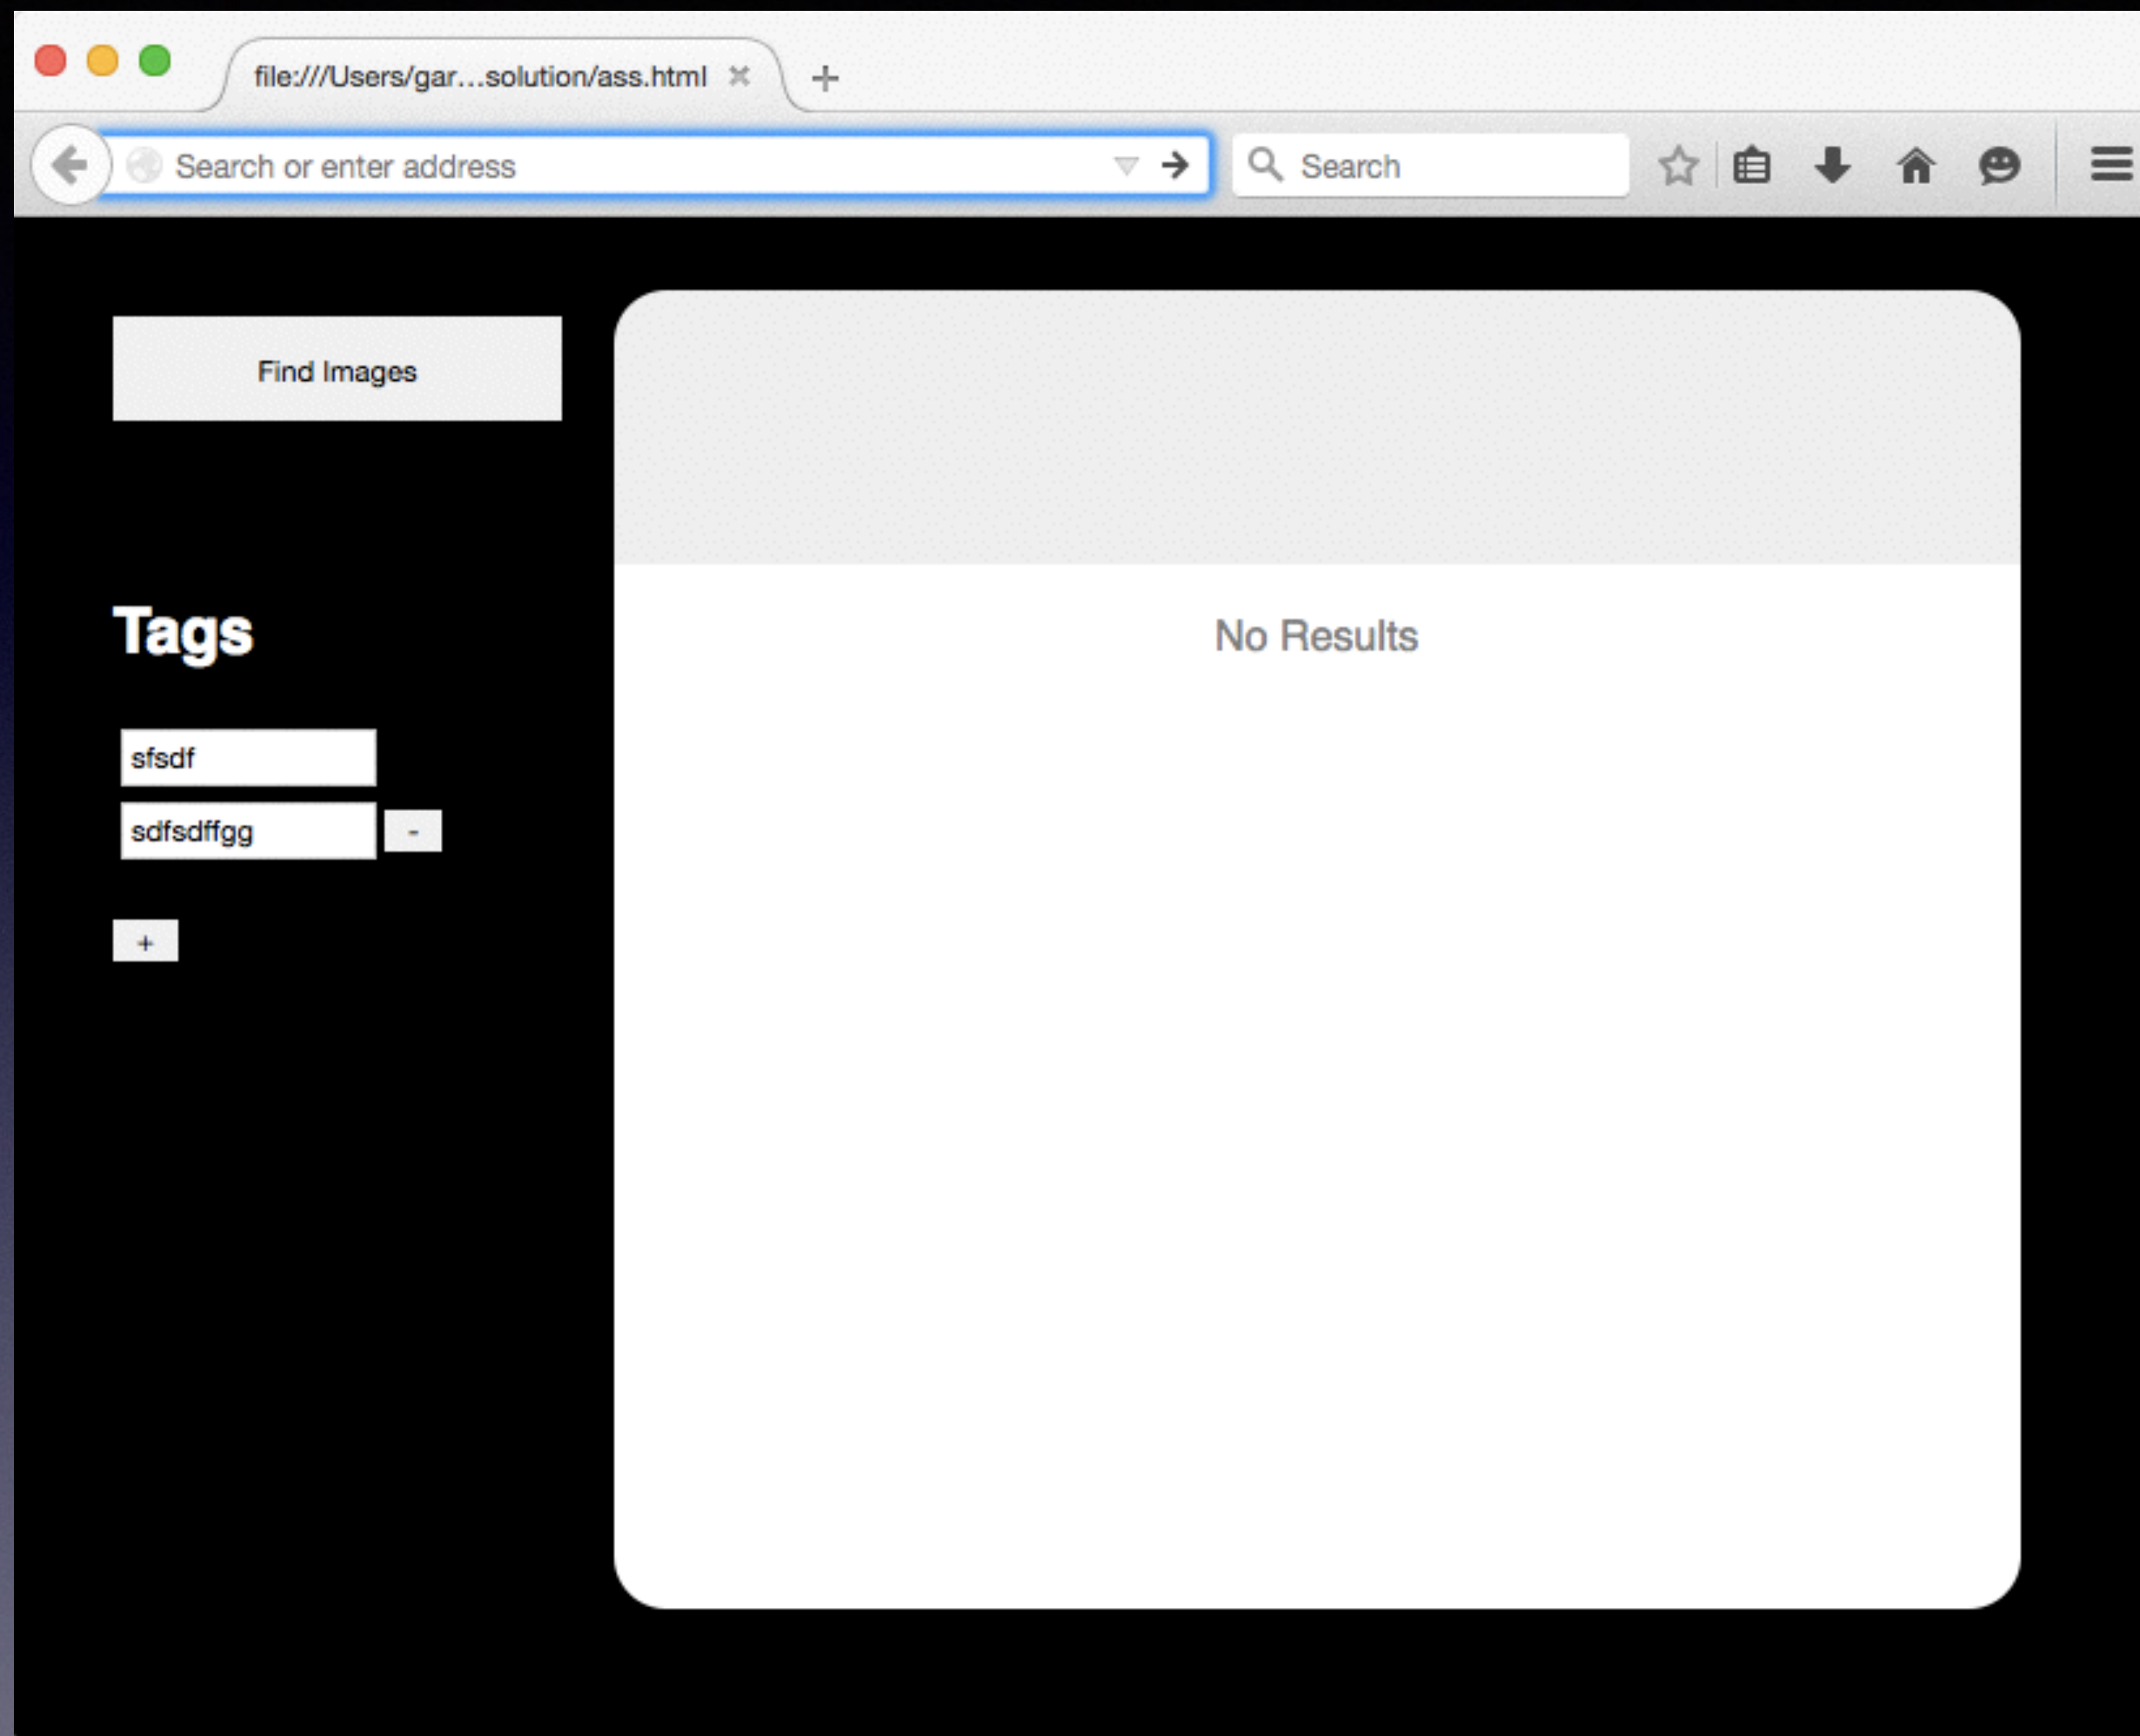 file:///Users/gar...solution/ass.html
Search or enter address
Search
Find Images
Tags
No Results
sfsdf
sdfsdffgg
-
+